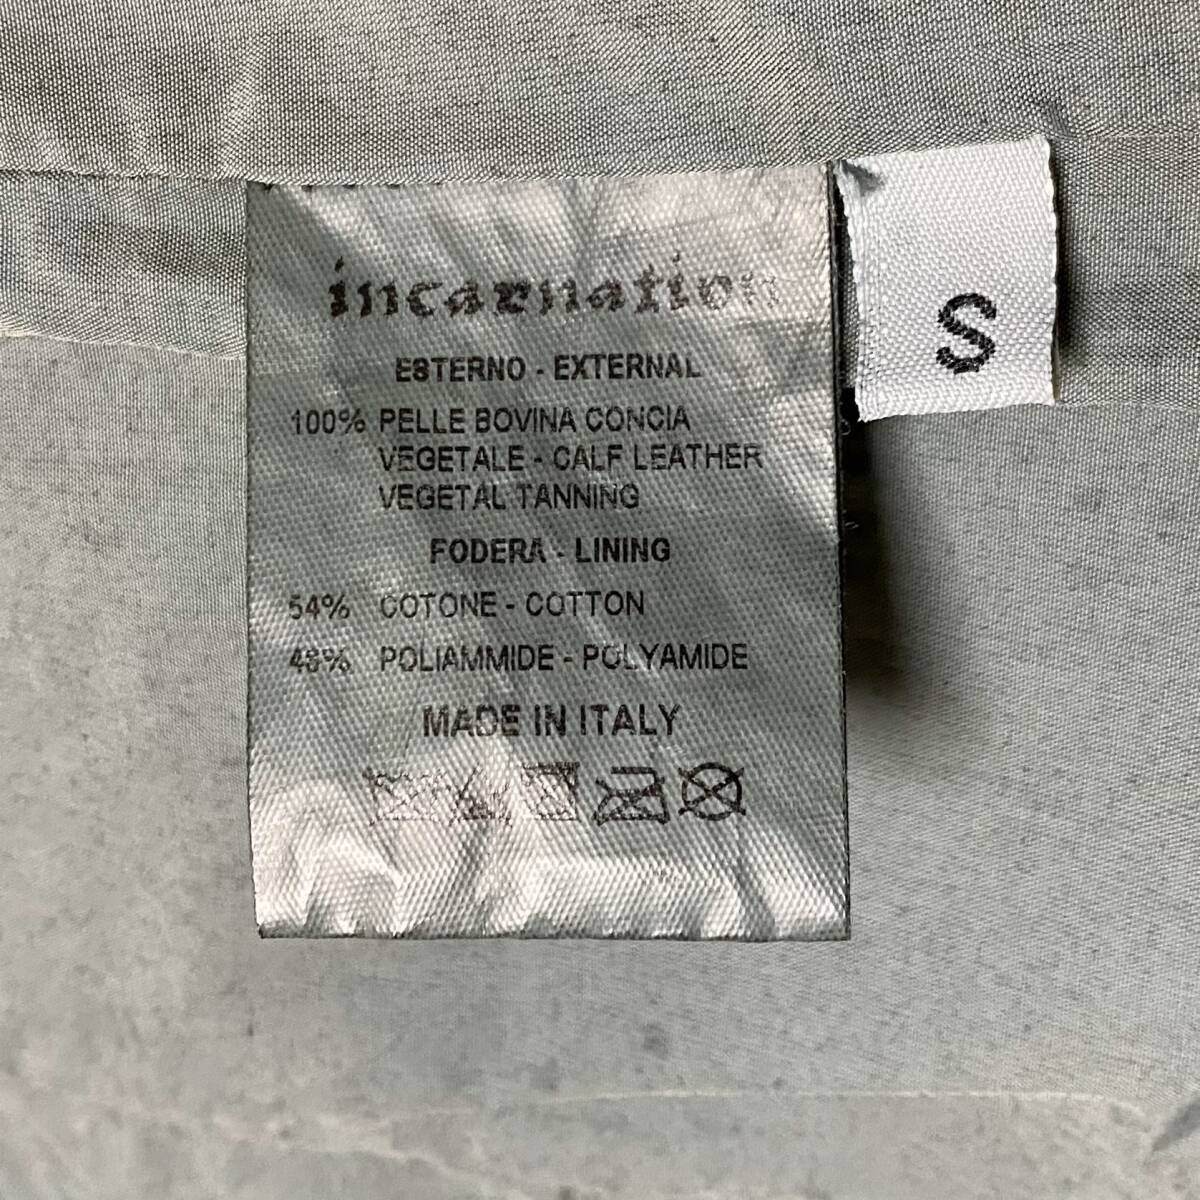 incarnation
S
ESTERNO - EXTERNAL
100% PELLE BOVINA CONCIA
VEGETALE - CALF LEATHER
VEGETAL TANNING
FODERA - LINING
54% COTONE - COTTON
46% POLIAMMIDE - POLYAMIDE
MADE IN ITALY